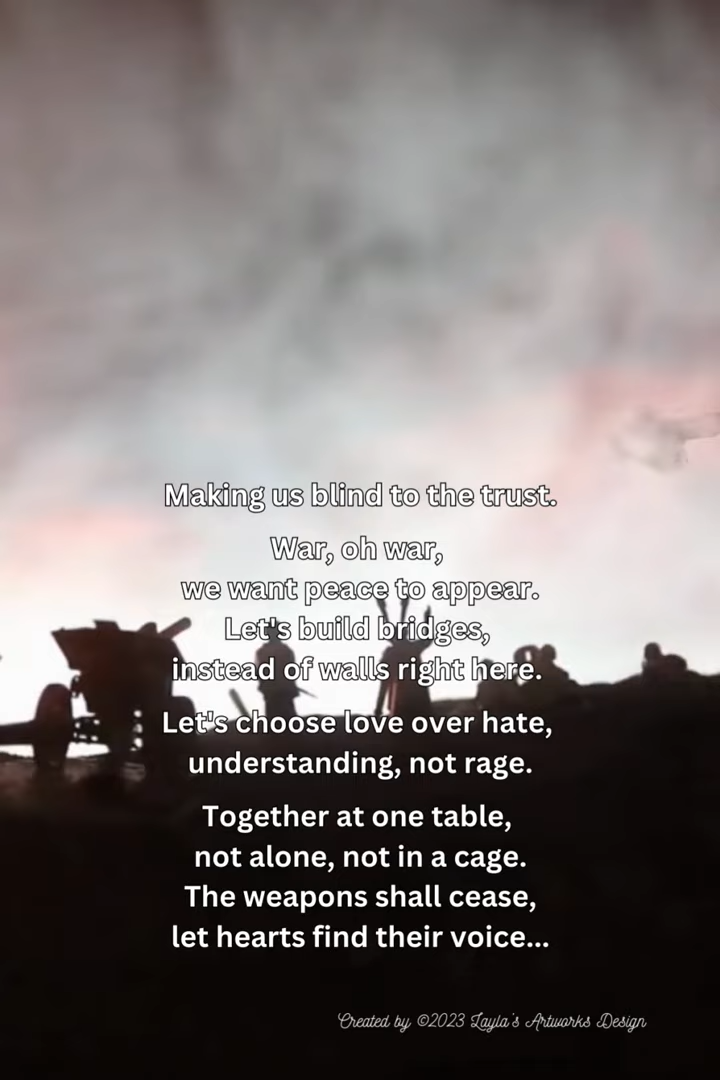 Making us blind to the trust.
War, oh war,
we want peace to appear.
Let's build bridges,
instead of walls right here.
Let's choose love over hate,
understanding, not rage.
Together at one table,
not alone, not in a cage.
The weapons shall cease,
let hearts find their voice...
Created by ©2023 Layla's Artworks Design